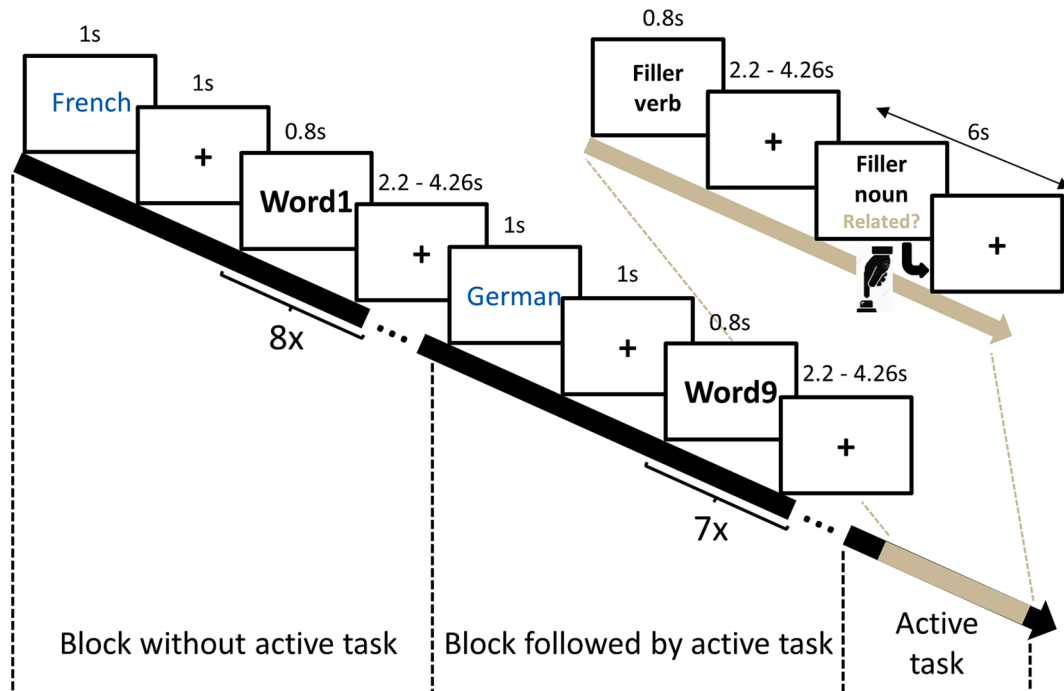 1s
French
1s
+
0.8s
Word1
2.2 - 4.26s
+
8x
1s
German
1s
+
0.8s
Word9
2.2 - 4.26s
+
7x
0.8s
Filler
verb
2.2 - 4.26s
+
6s
Filler
noun
Related?
+
Block without active task
Block followed by active task
Active
task